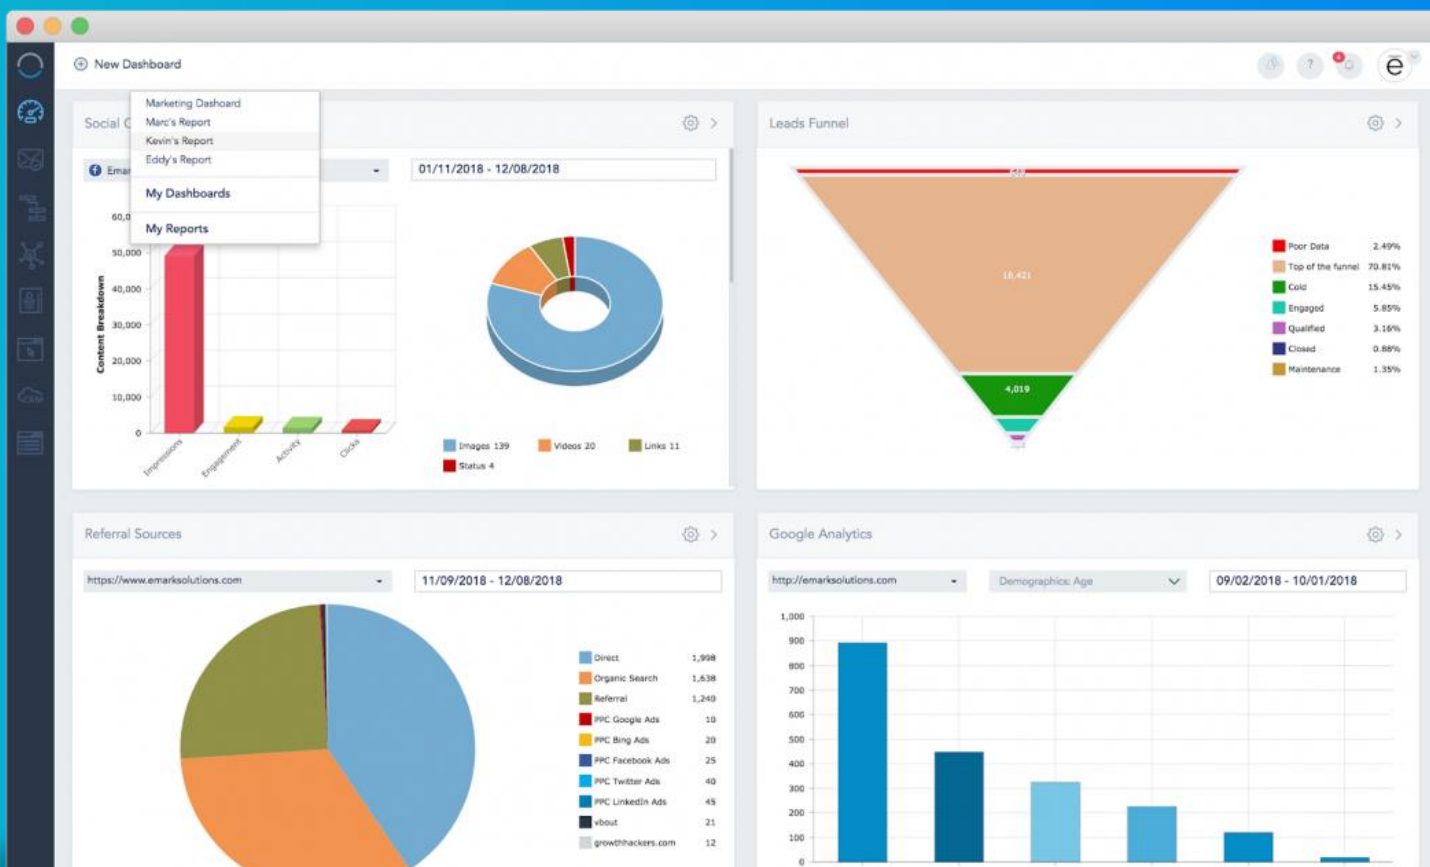 New Dashboard
?
4
ē
Marketing Dashoard
Marc's Report
Kevin's Report
Eddy's Report
My Dashboards
My Reports
Social C
Emar
01/11/2018 - 12/08/2018
60,0
50,000
40,000
30,000
20,000
10,000
0
Content Breakdown
Impressions
Engagement
Activity
Clicks
Images 139
Videos 20
Links 11
Status 4
Leads Funnel
4,019
Poor Data 2.49%
Top of the funnel 70.81%
Cold 15.45%
Engaged 5.85%
Qualified 3.16%
Closed 0.88%
Maintenance 1.35%
Referral Sources
https://www.emarksolutions.com
11/09/2018 - 12/08/2018
Direct 1,998
Organic Search 1,638
Referral 1,240
PPC Google Ads 10
PPC Bing Ads 20
PPC Facebook Ads 25
PPC Twitter Ads 40
PPC LinkedIn Ads 45
vbout 21
growthhackers.com 12
Google Analytics
http://emarksolutions.com
Demographics: Age
09/02/2018 - 10/01/2018
1,000
900
800
700
600
500
400
300
200
100
0